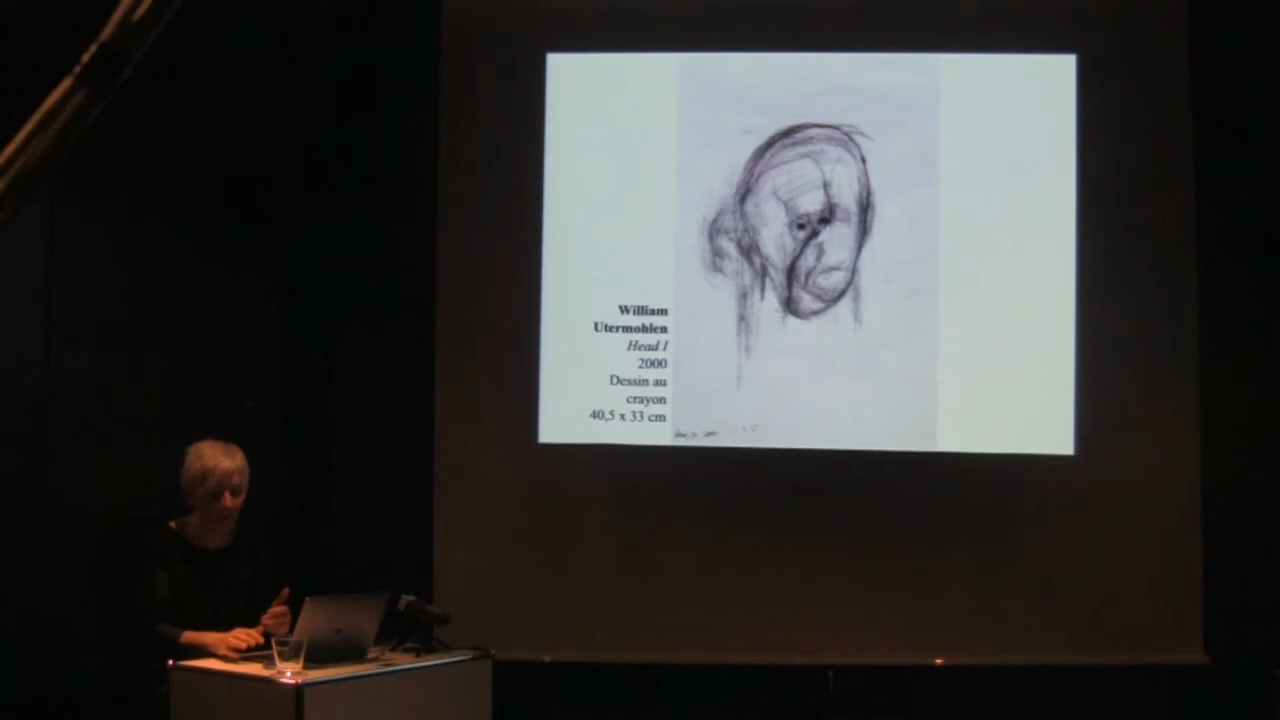 William
Utermohlen
Head I
2000
Dessin au
crayon
40,5 x 33 cm